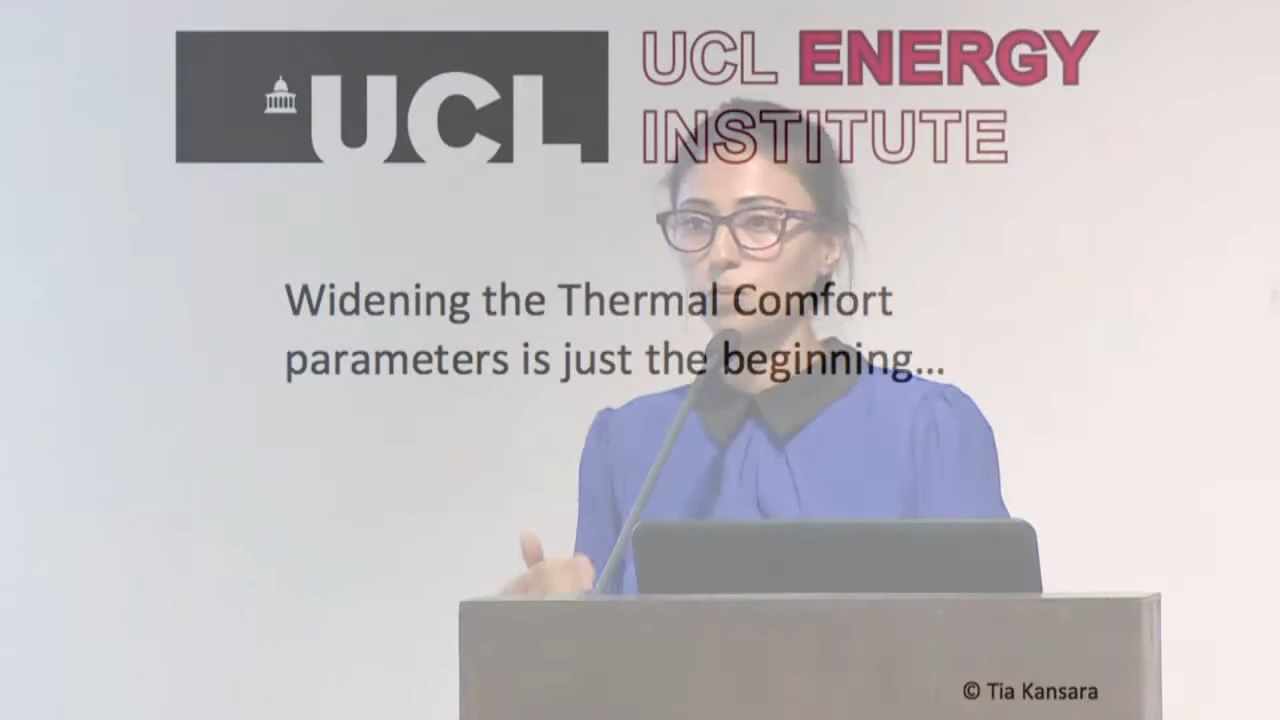 UCL
UCL ENERGY
INSTITUTE
Widening the Thermal Comfort
parameters is just the beginning...
© Tia Kansara